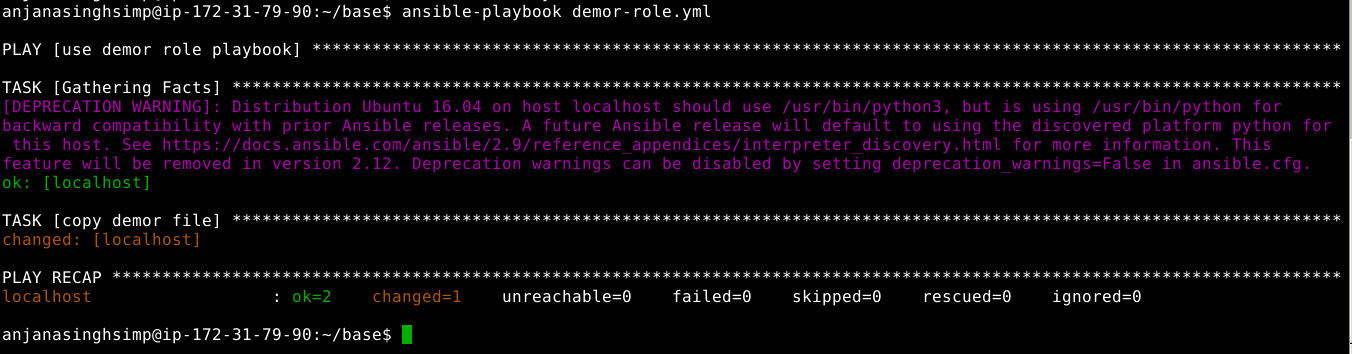 anjanasinghsimp@ip-172-31-79-90:~/base$ ansible-playbook demor-role.yml
PLAY [use demor role playbook] *******************************************************************************************************
TASK [Gathering Facts] ***************************************************************************************************************
[DEPRECATION WARNING]: Distribution Ubuntu 16.04 on host localhost should use /usr/bin/python3, but is using /usr/bin/python for
backward compatibility with prior Ansible releases. A future Ansible release will default to using the discovered platform python for
this host. See https://docs.ansible.com/ansible/2.9/reference_appendices/interpreter_discovery.html for more information. This
feature will be removed in version 2.12. Deprecation warnings can be disabled by setting deprecation_warnings=False in ansible.cfg.
ok: [localhost]
TASK [copy demor file] ***************************************************************************************************************
changed: [localhost]
PLAY RECAP ***************************************************************************************************************************
localhost                  : ok=2    changed=1    unreachable=0    failed=0    skipped=0    rescued=0    ignored=0
anjanasinghsimp@ip-172-31-79-90:~/base$